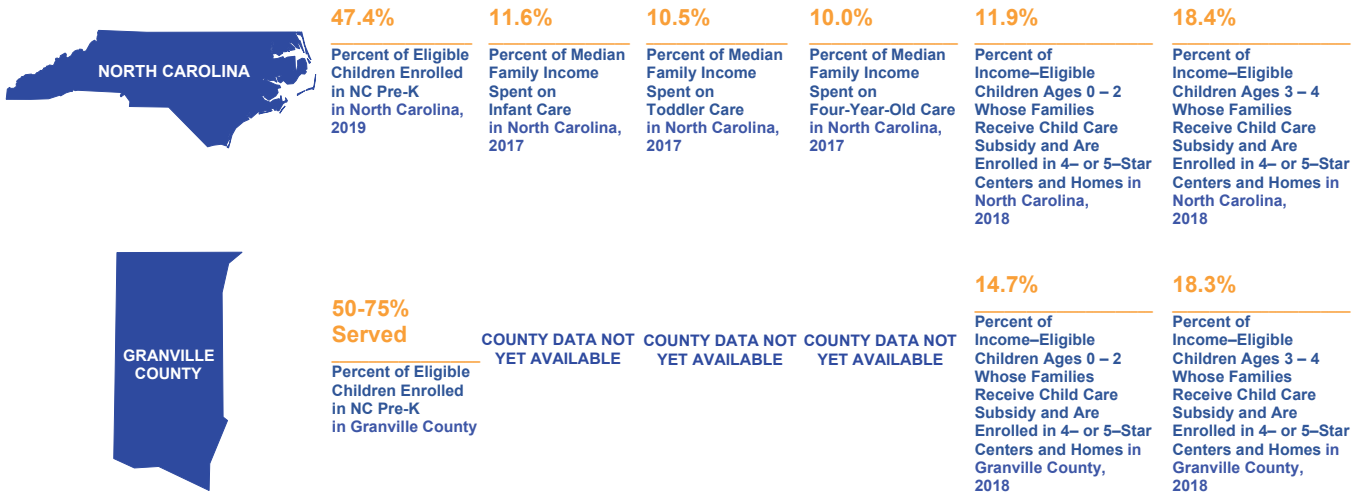 NORTH CAROLINA
47.4%
Percent of Eligible
Children Enrolled
in NC Pre-K
in North Carolina,
2019
11.6%
Percent of Median
Family Income
Spent on
Infant Care
in North Carolina,
2017
10.5%
Percent of Median
Family Income
Spent on
Toddler Care
in North Carolina,
2017
10.0%
Percent of Median
Family Income
Spent on
Four-Year-Old Care
in North Carolina,
2017
11.9%
Percent of
Income–Eligible
Children Ages 0 – 2
Whose Families
Receive Child Care
Subsidy and Are
Enrolled in 4– or 5–Star
Centers and Homes in
North Carolina,
2018
18.4%
Percent of
Income–Eligible
Children Ages 3 – 4
Whose Families
Receive Child Care
Subsidy and Are
Enrolled in 4– or 5–Star
Centers and Homes in
North Carolina,
2018
GRANVILLE
COUNTY
50-75%
Served
Percent of Eligible
Children Enrolled
in NC Pre-K
in Granville County
COUNTY DATA NOT
YET AVAILABLE
COUNTY DATA NOT
YET AVAILABLE
COUNTY DATA NOT
YET AVAILABLE
14.7%
Percent of
Income–Eligible
Children Ages 0 – 2
Whose Families
Receive Child Care
Subsidy and Are
Enrolled in 4– or 5–Star
Centers and Homes in
Granville County,
2018
18.3%
Percent of
Income–Eligible
Children Ages 3 – 4
Whose Families
Receive Child Care
Subsidy and Are
Enrolled in 4– or 5–Star
Centers and Homes in
Granville County,
2018